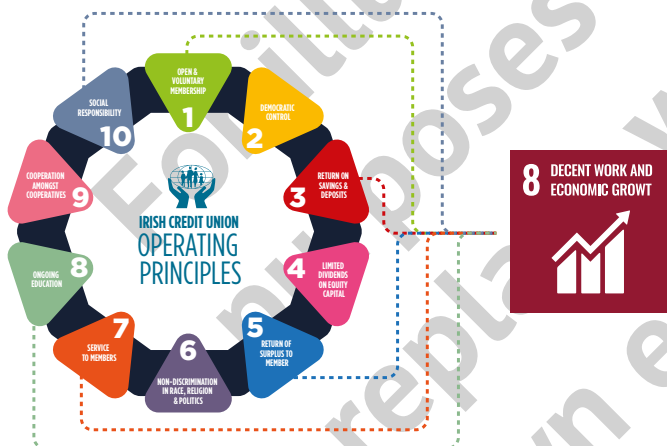 OPEN &
VOLUNTARY
MEMBERSHIP
1
DEMOCRATIC
CONTROL
2
3
RETURN ON
SAVINGS &
DEPOSITS
4
LIMITED
DIVIDENDS
ON EQUITY
CAPITAL
5
RETURN OF
SURPLUS TO
MEMBER
6
NON-DISCRIMINATION
IN RACE, RELIGION
& POLITICS
7
SERVICE
TO MEMBERS
8
ONGOING
EDUCATION
COOPERATION
AMONGST
COOPERATIVES
9
SOCIAL
RESPONSIBILITY
10
IRISH CREDIT UNION
OPERATING
PRINCIPLES
8 DECENT WORK AND
ECONOMIC GROWT